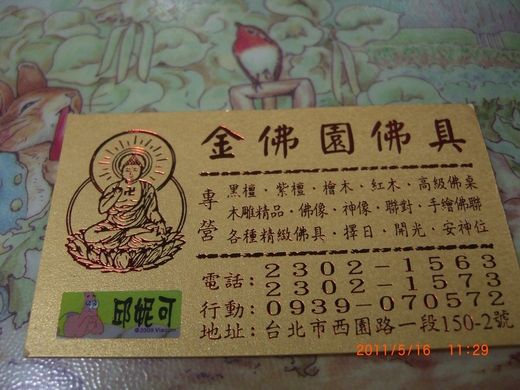 金佛園佛具
專營
黑檀·紫檀·檜木·紅木·高級佛桌
木雕精品·佛像·神像·聯對·手繪佛聯
各種精緻佛具·擇日·開光·安神位
電話：2302-1563
2302-1573
行動：0939-070572
地址：台北市西園路一段150-2號
邱妮可
©2009 Viacom
2011/5/16 11:29